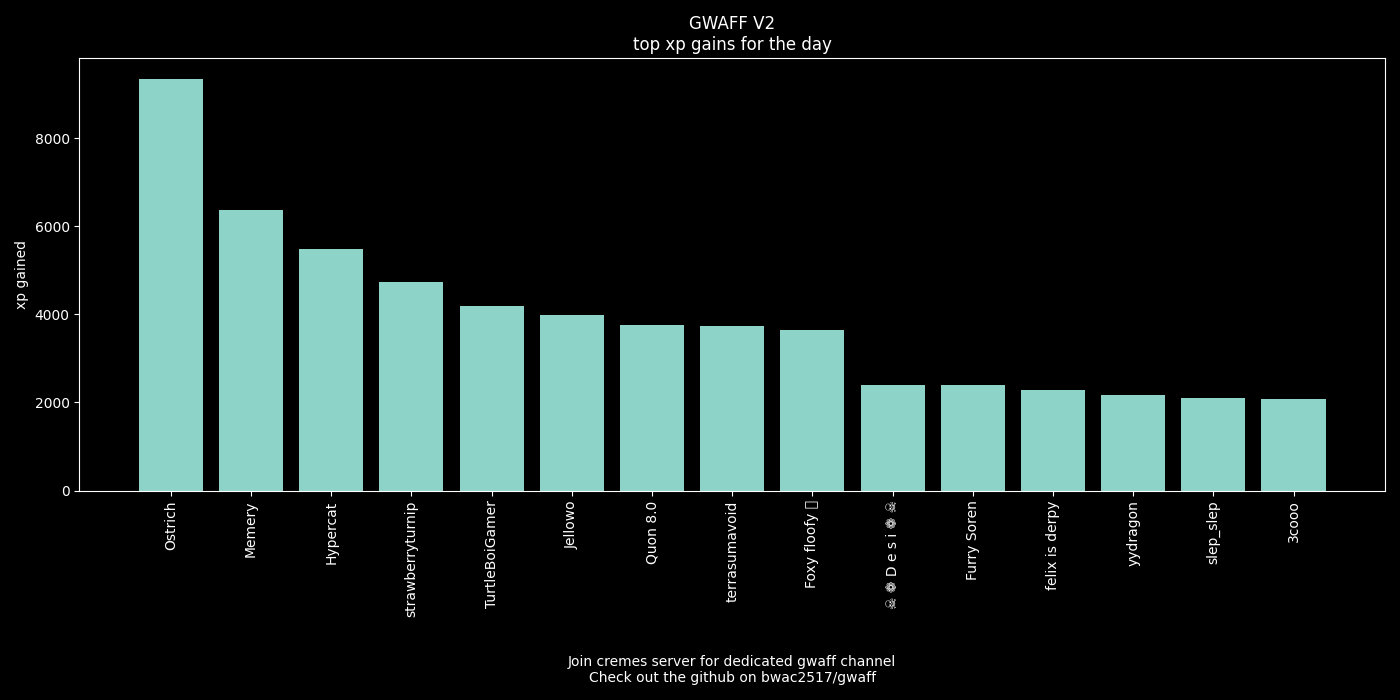 GWAFF V2
top xp gains for the day
xp gained
8000
6000
4000
2000
0
Ostrich
Memery
Hypercat
strawberryturnip
TurtleBoiGamer
Jellowo
Quon 8.0
terrasumavoid
Foxy floofy
☠ ❁ D e s i ❁ ☠
Furry Soren
felix is derpy
yydragon
slep_slep
3cooo
Join cremes server for dedicated gwaff channel
Check out the github on bwac2517/gwaff